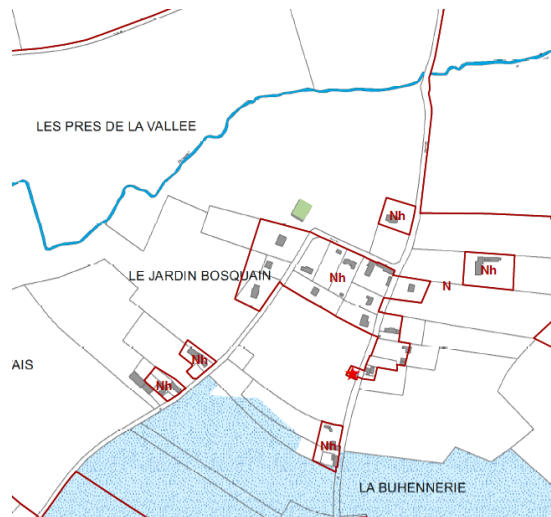 LES PRES DE LA VALLEE
Nh
LE JARDIN BOSQUAIN
Nh
Nh
N
AIS
Nh
Nh
Nh
LA BUHENNERIE